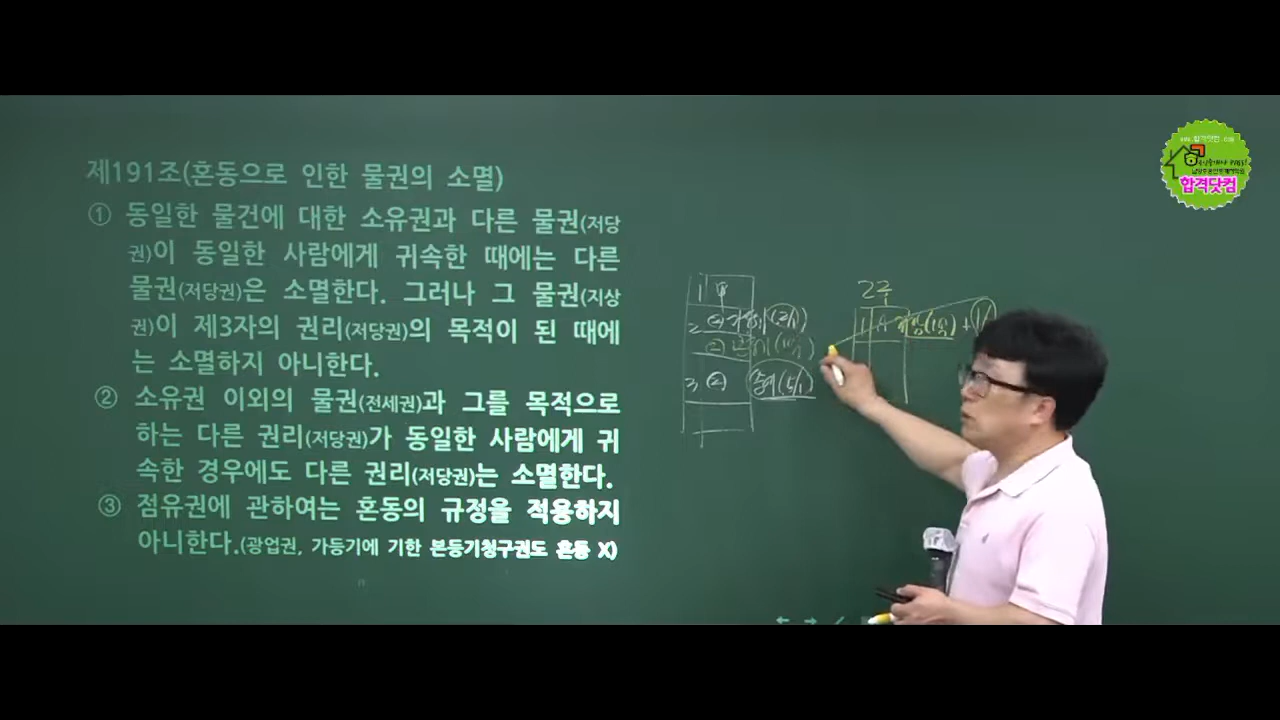 제191조(혼동으로 인한 물권의 소멸)
① 동일한 물건에 대한 소유권과 다른 물권(저당
권)이 동일한 사람에게 귀속한 때에는 다른
물권(저당권)은 소멸한다. 그러나 그 물권(지상
권)이 제3자의 권리(저당권)의 목적이 된 때에
는 소멸하지 아니한다.
② 소유권 이외의 물권(전세권)과 그를 목적으로
하는 다른 권리(저당권)가 동일한 사람에게 귀
속한 경우에도 다른 권리(저당권)는 소멸한다.
③ 점유권에 관하여는 혼동의 규정을 적용하지
아니한다.(광업권, 가등기에 기한 본등기청구권도 혼동 X)
합격닷컴
2구